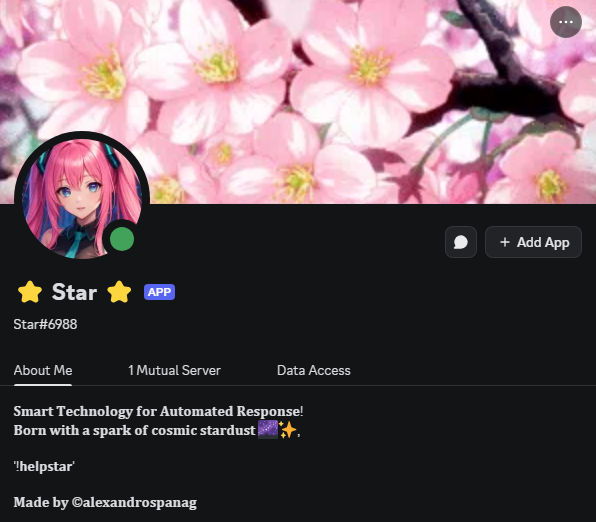 ⭐ Star ⭐ APP
Star#6988
+ Add App
About Me
1 Mutual Server
Data Access
Smart Technology for Automated Response!
Born with a spark of cosmic stardust 🌌✨,
'!helpstar'
Made by ©alexandrospanag